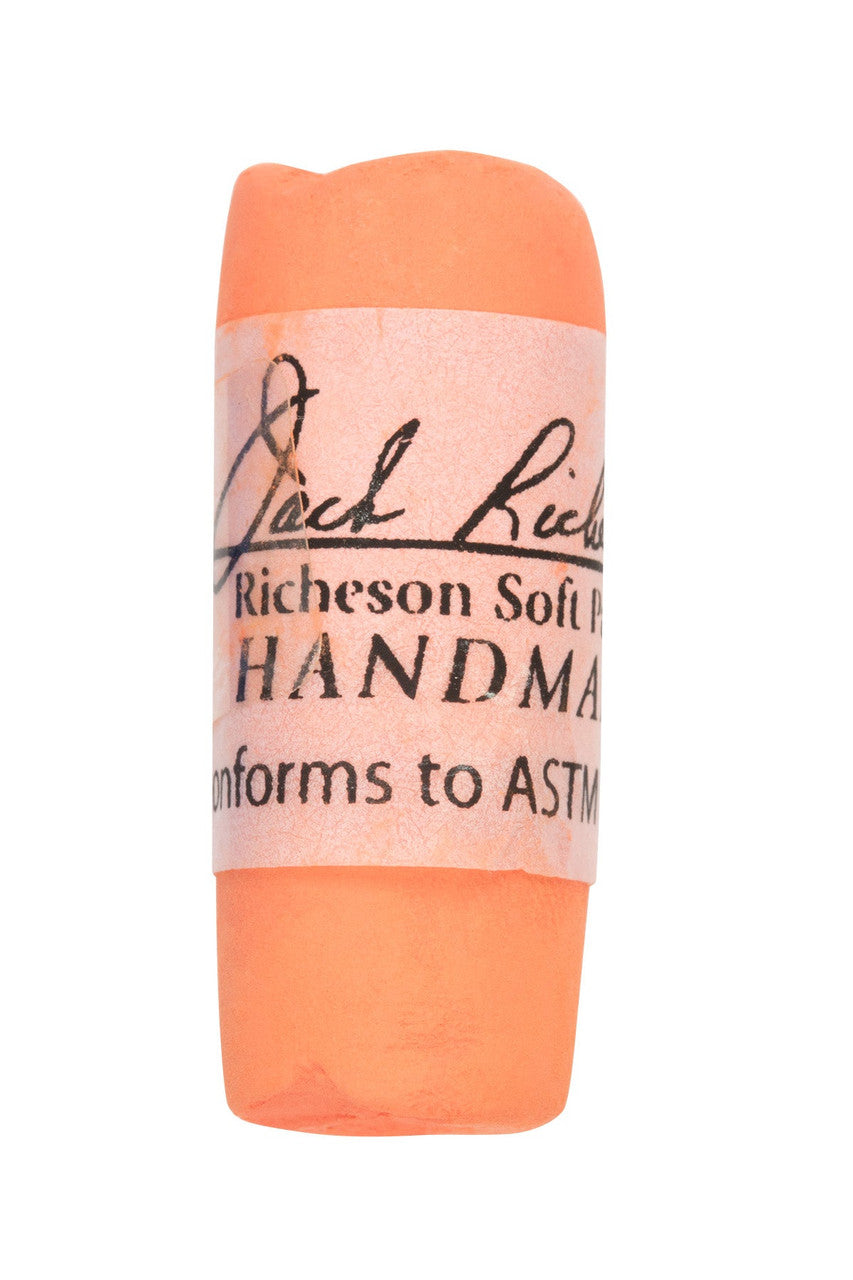 Jack Riche
Richeson Soft P
HANDMA
onforms to ASTM